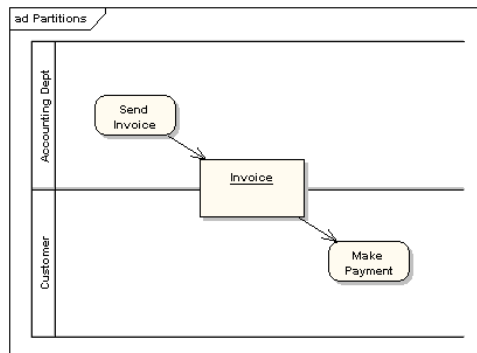 ad Partitions
Accounting Dept
Send
Invoice
Invoice
Customer
Make
Payment